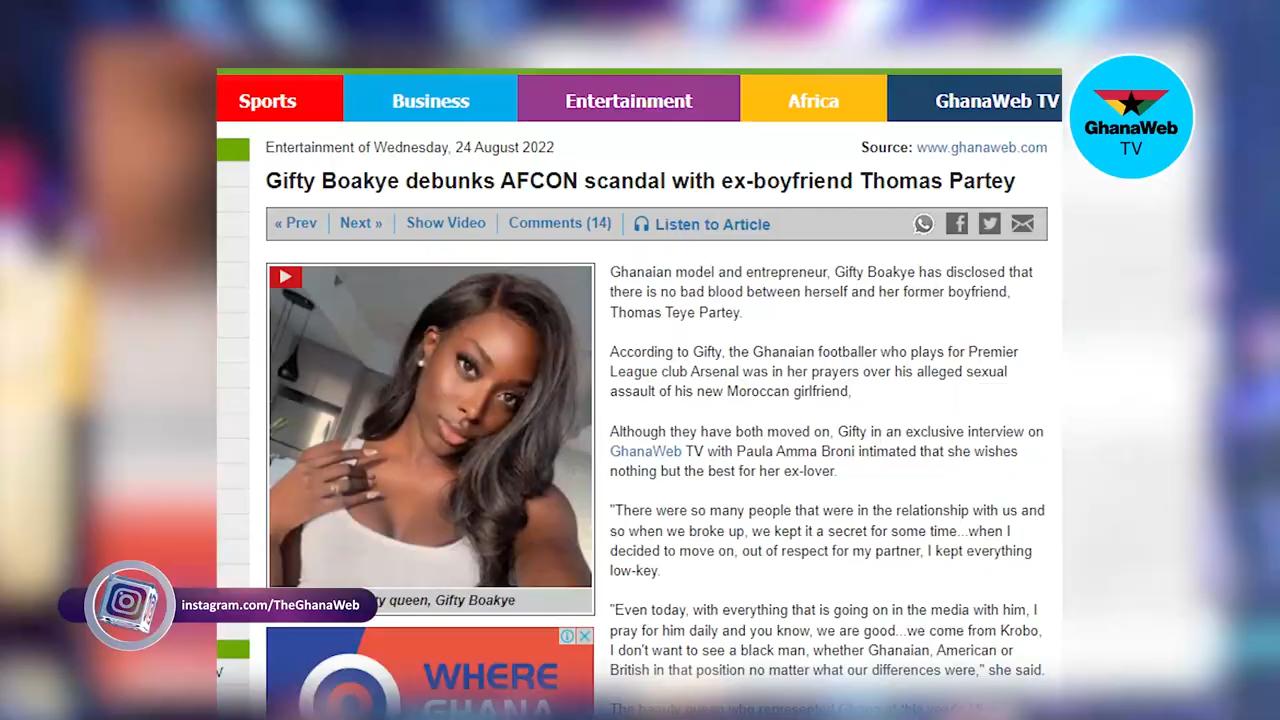 Sports Business Entertainment Africa GhanaWeb TV
GhanaWeb
TV
Entertainment of Wednesday, 24 August 2022 Source: www.ghanaweb.com
Gifty Boakye debunks AFCON scandal with ex-boyfriend Thomas Partey
« Prev Next » Show Video Comments (14) Listen to Article
Ghanaian model and entrepreneur, Gifty Boakye has disclosed that
there is no bad blood between herself and her former boyfriend,
Thomas Teye Partey.
According to Gifty, the Ghanaian footballer who plays for Premier
League club Arsenal was in her prayers over his alleged sexual
assault of his new Moroccan girlfriend,
Although they have both moved on, Gifty in an exclusive interview on
GhanaWeb TV with Paula Amma Broni intimated that she wishes
nothing but the best for her ex-lover.
"There were so many people that were in the relationship with us and
so when we broke up, we kept it a secret for some time...when I
decided to move on, out of respect for my partner, I kept everything
low-key.
"Even today, with everything that is going on in the media with him, I
pray for him daily and you know, we are good...we come from Krobo,
I don't want to see a black man, whether Ghanaian, American or
British in that position no matter what our differences were," she said.
queen, Gifty Boakye
instagram.com/TheGhanaWeb
WHERE
GHANA
The beauty queen who represented Ghana at this year's